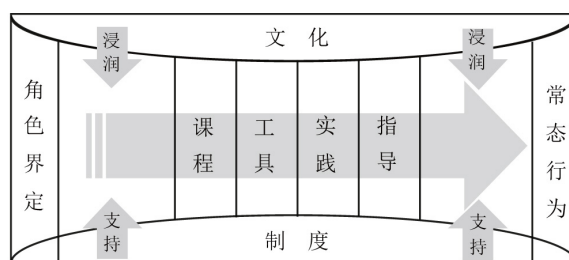 文化
浸润
浸润
角色界定
课程
工具
实践
指导
常态行为
支持
支持
制度